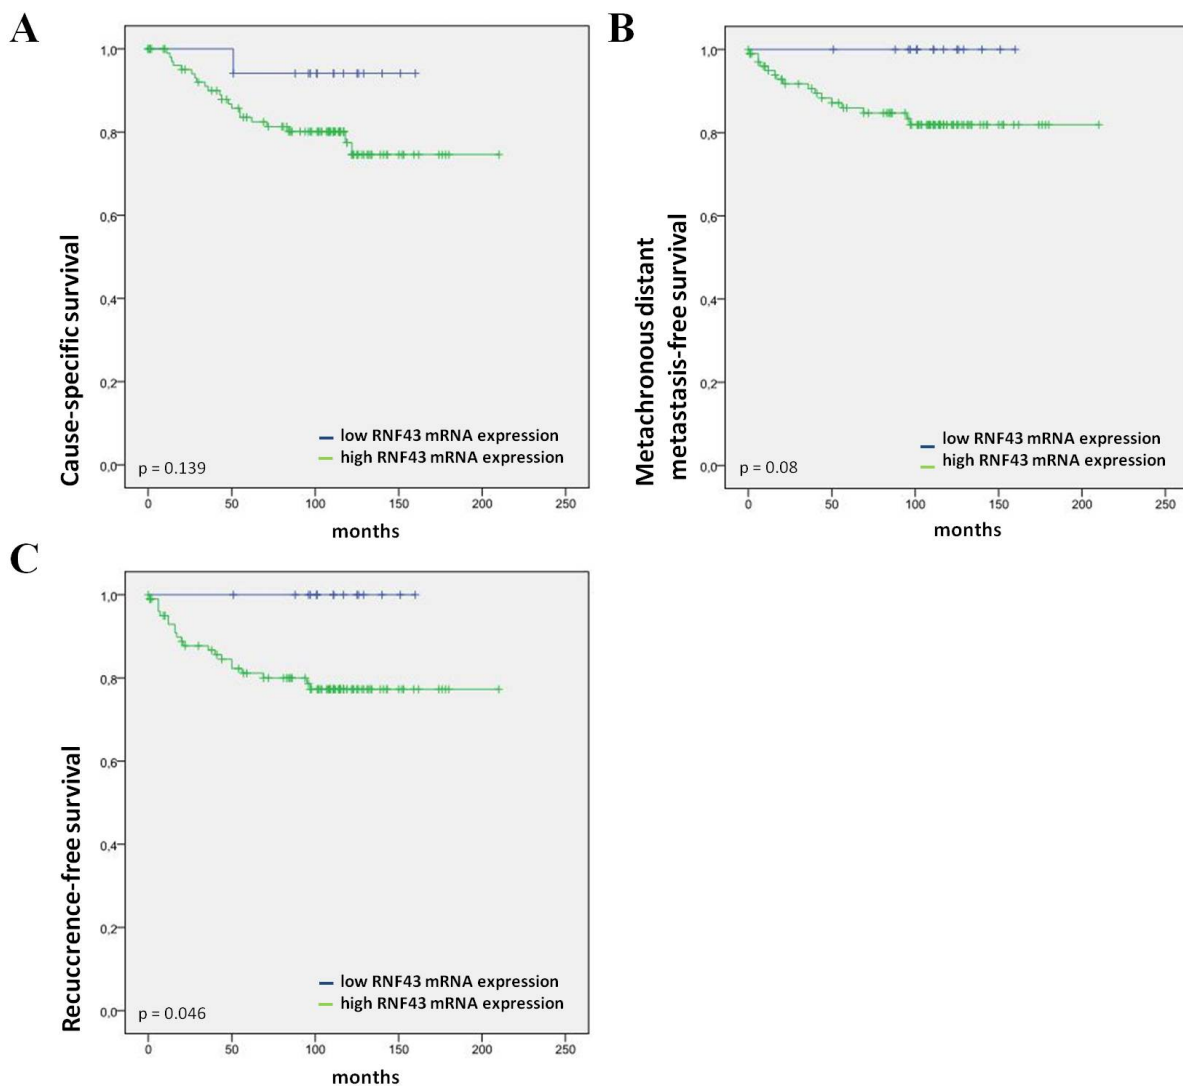 A
1,0
0,8
0,6
0,4
0,2
0,0
Cause-specific survival
low RNF43 mRNA expression
high RNF43 mRNA expression
p = 0.139
0 50 100 150 200 250
months
B
1,0
0,8
0,6
0,4
0,2
0,0
Metachronous distant
metastasis-free survival
low RNF43 mRNA expression
high RNF43 mRNA expression
p = 0.08
0 50 100 150 200 250
months
C
1,0
0,8
0,6
0,4
0,2
0,0
Recuccrence-free survival
low RNF43 mRNA expression
high RNF43 mRNA expression
p = 0.046
0 50 100 150 200 250
months